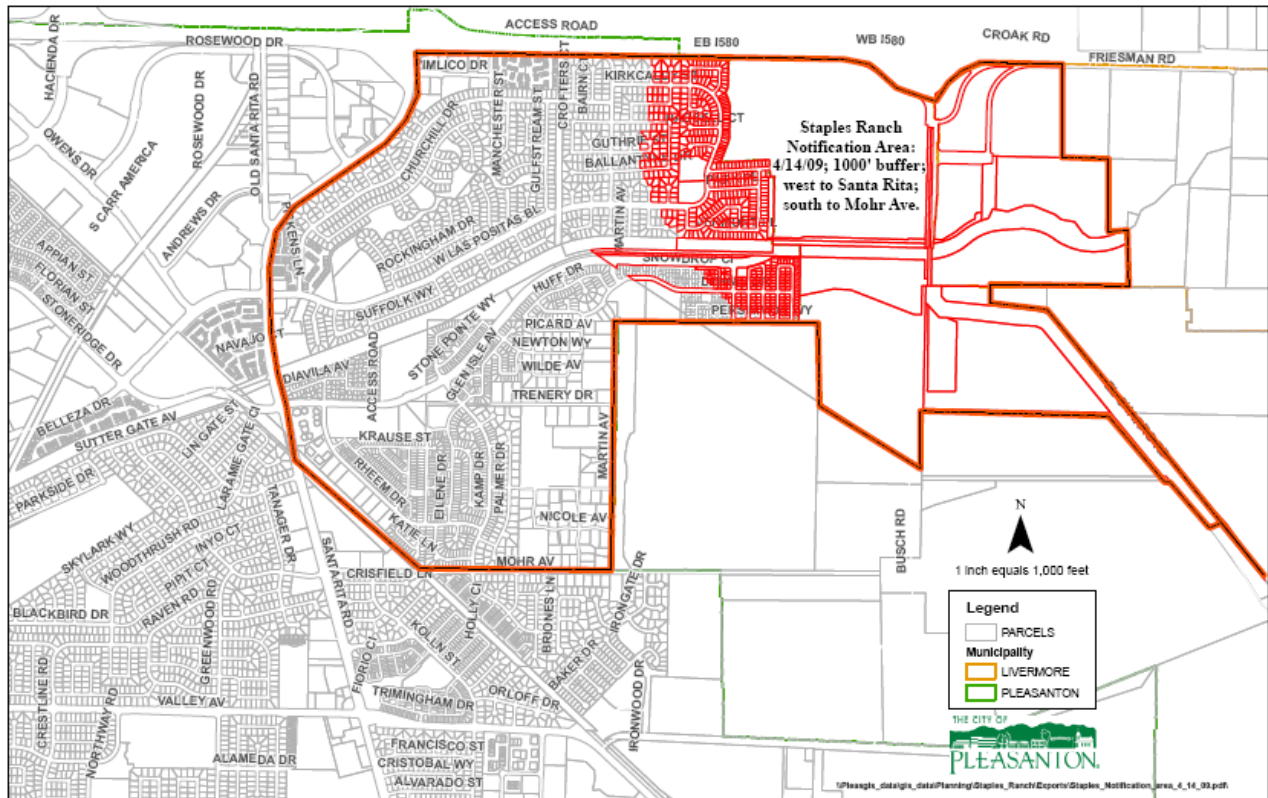 ACCESS ROAD
ROSEWOOD DR
EB I580
WB I580
CROAK RD
FRIESMAN RD
HACIENDA DR
OWENS DR
S CARR AMERICA
ROSEWOOD DR
ANDREWS DR
OLD SANTA RITA RD
CHURCHILL DR
MANCHESTER ST
GULFSTREAM ST
CROFTERS CT
BAIRN CT
GUTHRIE
Staples Ranch
Notification Area:
4/14/09; 1000' buffer;
west to Santa Rita;
south to Mohr Ave.
APPIAN ST
FLORIAN ST
STONERIDGE DR
ROCKINGHAM DR
W LAS POSITAS BL
MARTIN AV
SUFFOLK WY
SNOWDROP CI
HUFF DR
NAVAJO
DIAVILA AV
ACCESS ROAD
STONE POINTE WY
GLEN ISLE AV
PICARD AV
NEWTON WY
WILDE AV
TRENERY DR
BELLEZA DR
SUTTER GATE AV
LIN GATE ST
LARAMIE GATE CI
PARKSIDE DR
KRAUSE ST
RHEEM DR
EILENE DR
KAMP DR
PALMER DR
MARTIN AV
NICOLE AV
KATIE LN
MOHR AV
CRISFIELD LN
TANAGER DR
SANTA RITA RD
SKYLARK WY
WOODTHRUSH RD
INYO CT
PIPIT CT
RAVEN RD
GREENWOOD RD
BLACKBIRD DR
CRESTLINE RD
NORTHWAY RD
VALLEY AV
ALAMEDA DR
FIORIO CI
KOLLN ST
HOLLY CI
BRIONES LN
BAKER DR
IRONGATE DR
IRONWOOD DR
TRIMINGHAM DR
ORLOFF DR
FRANCISCO ST
CRISTOBAL WY
ALVARADO ST
BUSCH RD
N
1 inch equals 1,000 feet
Legend
PARCELS
Municipality
LIVERMORE
PLEASANTON
THE CITY OF
PLEASANTON.